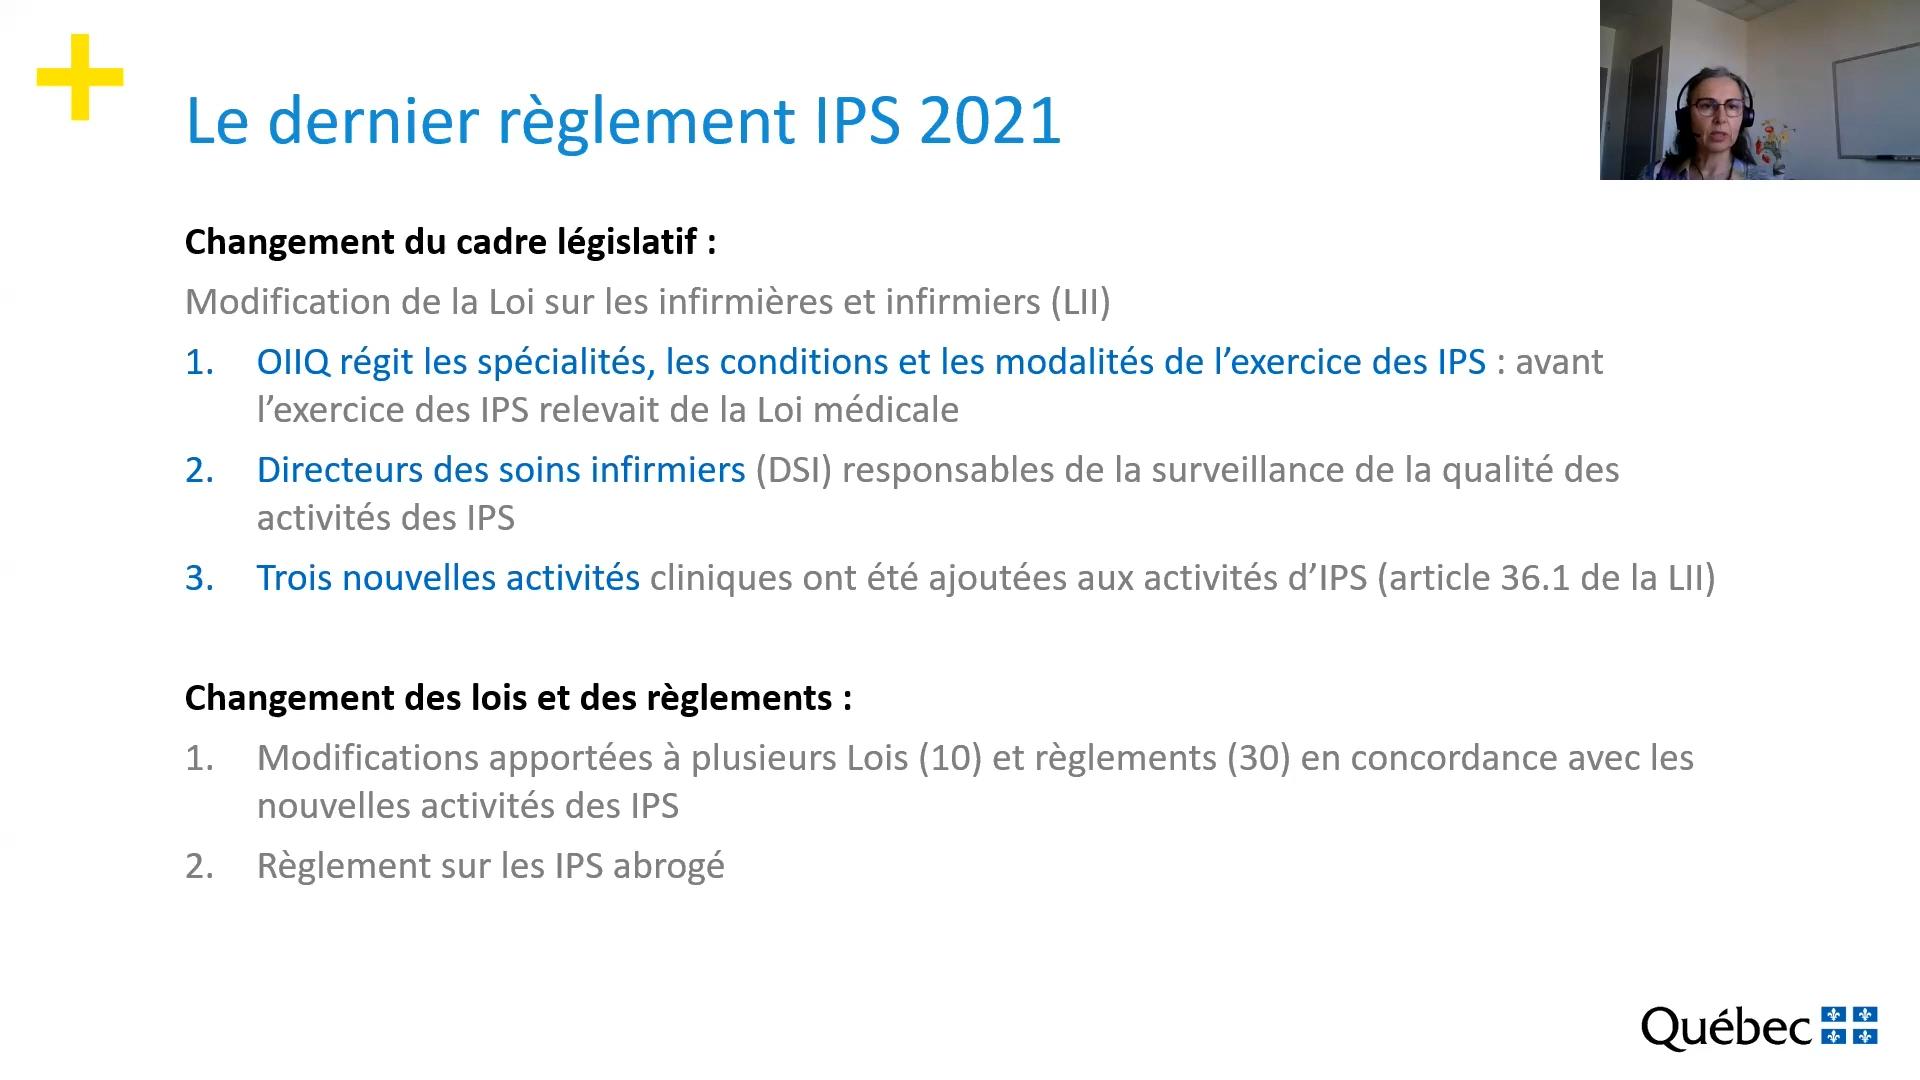 Le dernier règlement IPS 2021
Changement du cadre législatif :
Modification de la Loi sur les infirmières et infirmiers (LII)
1. OIIQ régit les spécialités, les conditions et les modalités de l’exercice des IPS : avant
l’exercice des IPS relevait de la Loi médicale
2. Directeurs des soins infirmiers (DSI) responsables de la surveillance de la qualité des
activités des IPS
3. Trois nouvelles activités cliniques ont été ajoutées aux activités d’IPS (article 36.1 de la LII)
Changement des lois et des règlements :
1. Modifications apportées à plusieurs Lois (10) et règlements (30) en concordance avec les
nouvelles activités des IPS
2. Règlement sur les IPS abrogé
Québec